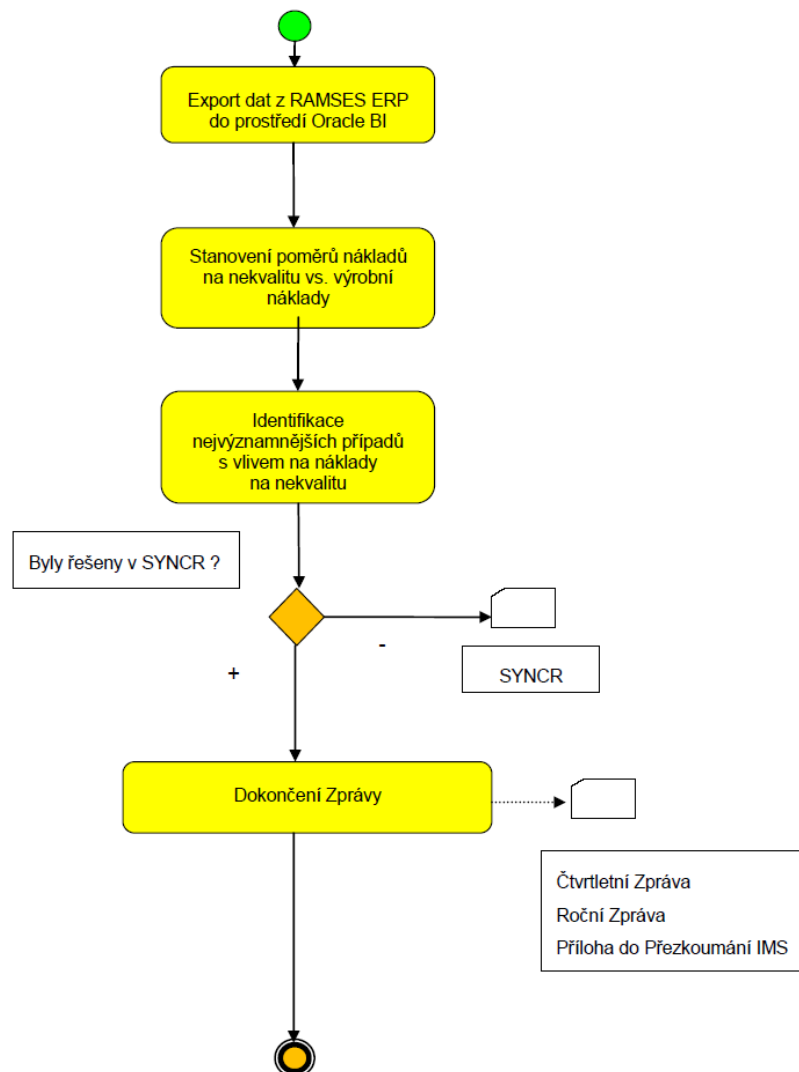 Export dat z RAMSES ERP
do prostředí Oracle BI
Stanovení poměrů nákladů
na nekvalitu vs. výrobní
náklady
Identifikace
nejvýznamnějších případů
s vlivem na náklady
na nekvalitu
Byly řešeny v SYNCR ?
-
+
SYNCR
Dokončení Zprávy
Čtvrtletní Zpráva
Roční Zpráva
Příloha do Přezkoumání IMS